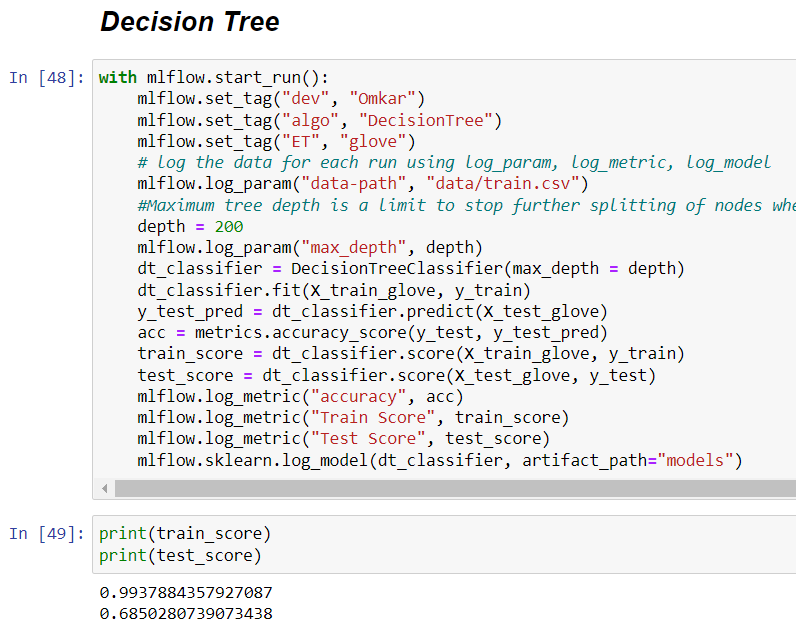 Decision Tree
In [48]: with mlflow.start_run():
mlflow.set_tag("dev", "Omkar")
mlflow.set_tag("algo", "DecisionTree")
mlflow.set_tag("ET", "glove")
# log the data for each run using log_param, log_metric, log_model
mlflow.log_param("data-path", "data/train.csv")
#Maximum tree depth is a limit to stop further splitting of nodes
depth = 200
mlflow.log_param("max_depth", depth)
dt_classifier = DecisionTreeClassifier(max_depth = depth)
dt_classifier.fit(X_train_glove, y_train)
y_test_pred = dt_classifier.predict(X_test_glove)
acc = metrics.accuracy_score(y_test, y_test_pred)
train_score = dt_classifier.score(X_train_glove, y_train)
test_score = dt_classifier.score(X_test_glove, y_test)
mlflow.log_metric("accuracy", acc)
mlflow.log_metric("Train Score", train_score)
mlflow.log_metric("Test Score", test_score)
mlflow.sklearn.log_model(dt_classifier, artifact_path="models")
In [49]: print(train_score)
print(test_score)
0.9937884357927087
0.6850280739073438